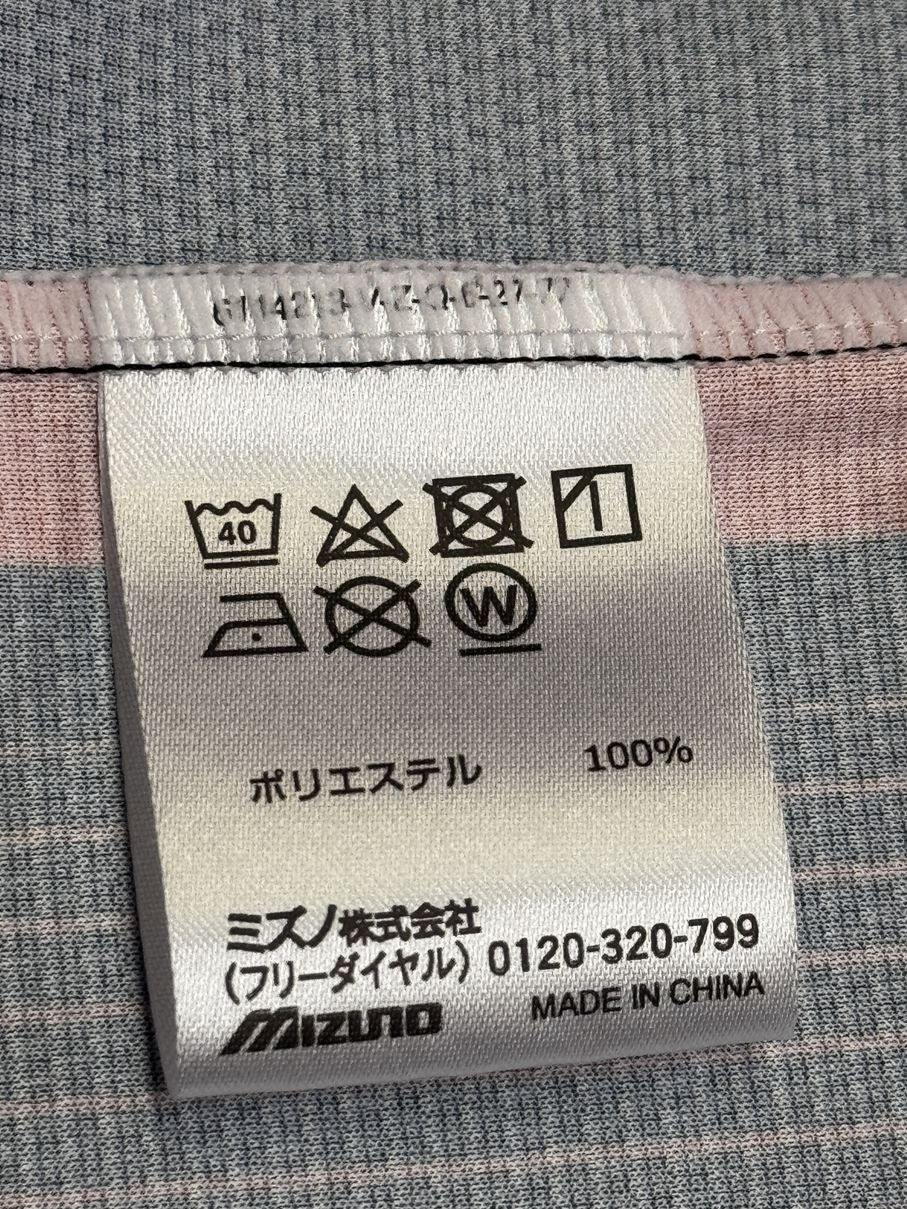 40
W
ポリエステル 100%
ミズノ株式会社
(フリーダイヤル) 0120-320-799
MIZUNO MADE IN CHINA